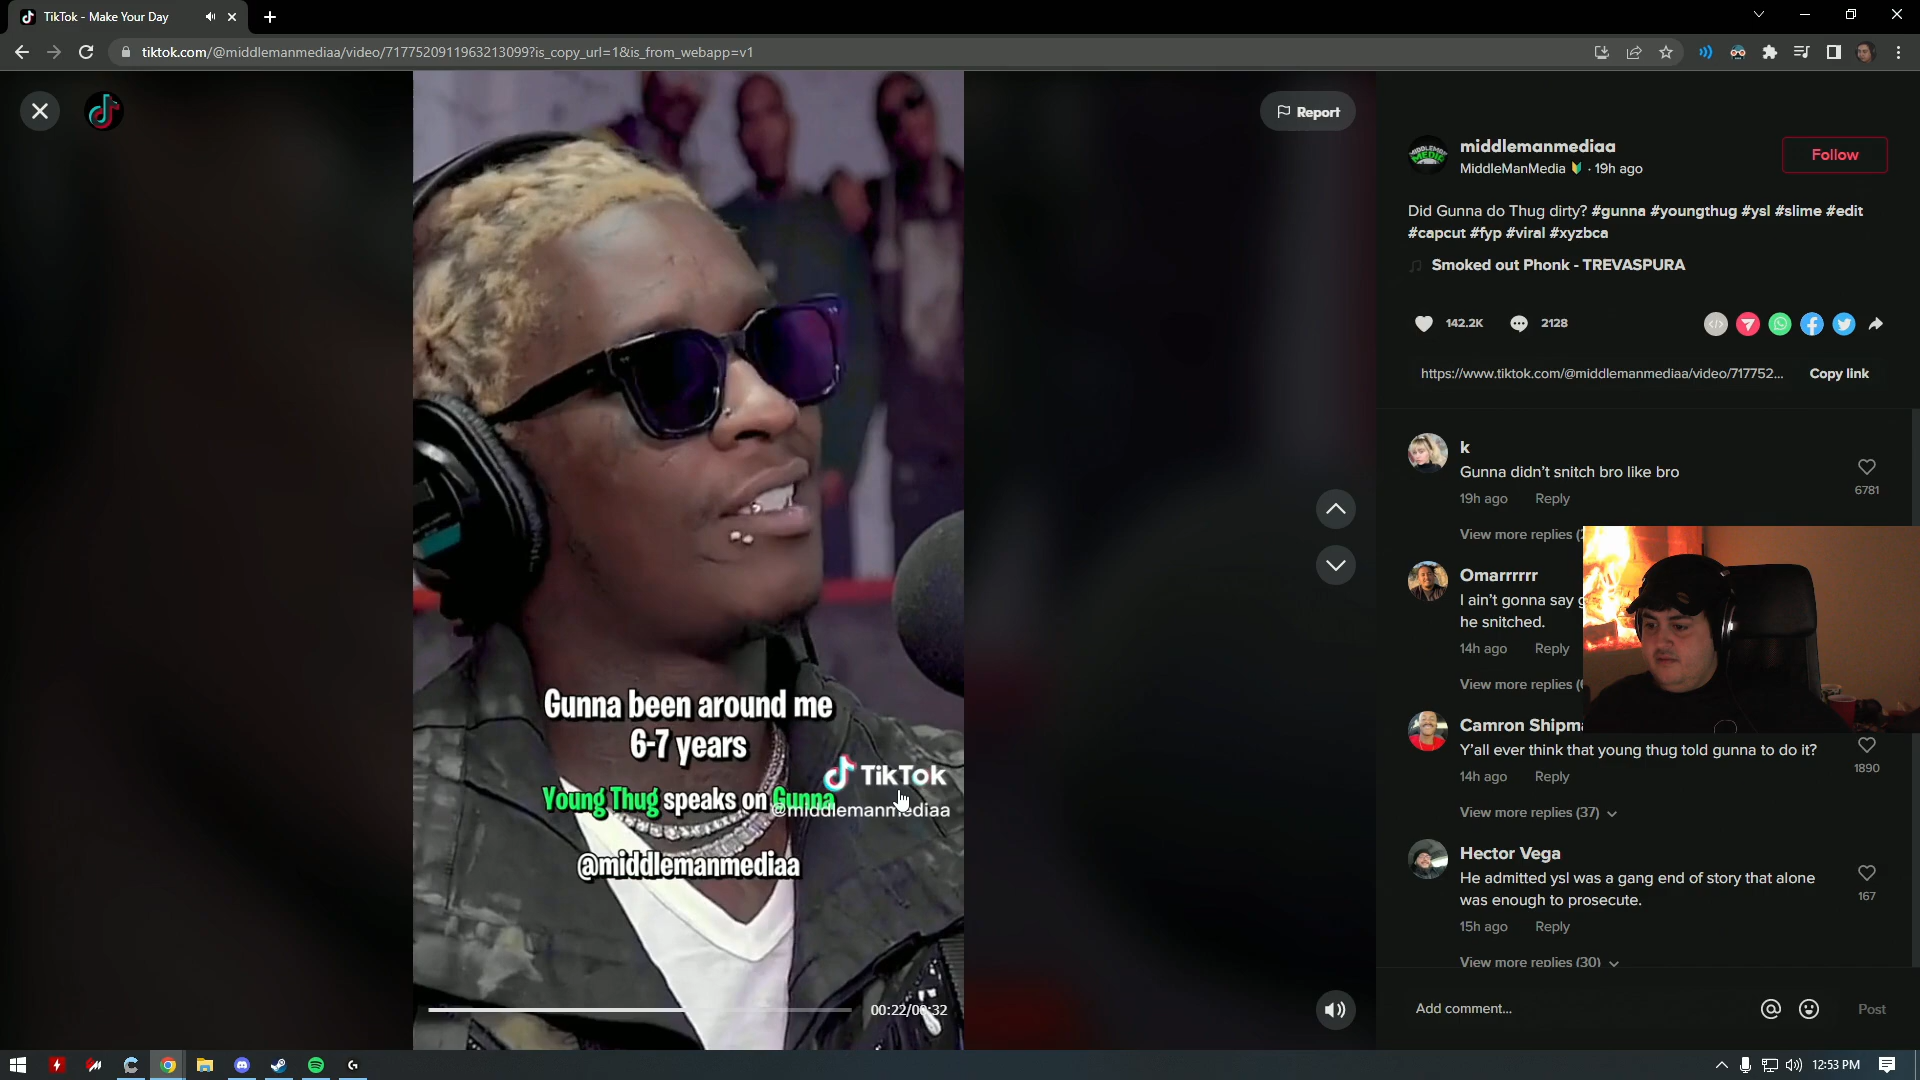 TikTok - Make Your Day
tiktok.com/@middlemanmediaa/video/7177520911963213099?is_copy_url=1&is_from_webapp=v1
Report
Gunna been around me
6-7 years
TikTok
Young Thug speaks on Gunna
@middlemanmediaa
@middlemanmediaa
00:22/00:32
middlemanmediaa
MiddleManMedia · 19h ago
Follow
Did Gunna do Thug dirty? #gunna #youngthug #ysl #slime #edit
#capcut #fyp #viral #xyzbca
Smoked out Phonk - TREVASPURA
142.2K
2128
https://www.tiktok.com/@middlemanmediaa/video/717752...
Copy link
k
Gunna didn't snitch bro like bro
19h ago Reply
6781
View more replies
Omarrrrrr
I ain't gonna say
he snitched.
14h ago Reply
View more replies
Camron
Y'all ever think that young thug told gunna to do it?
14h ago Reply
1890
View more replies (37)
Hector Vega
He admitted ysl was a gang end of story that alone
was enough to prosecute.
15h ago Reply
167
View more replies (30)
Add comment...
Post
12:53 PM